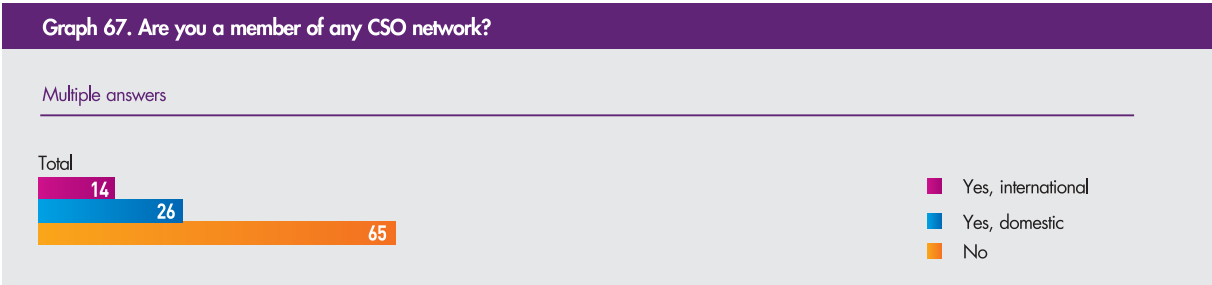 Graph 67. Are you a member of any CSO network?
Multiple answers
Total
14
26
65
Yes, international
Yes, domestic
No